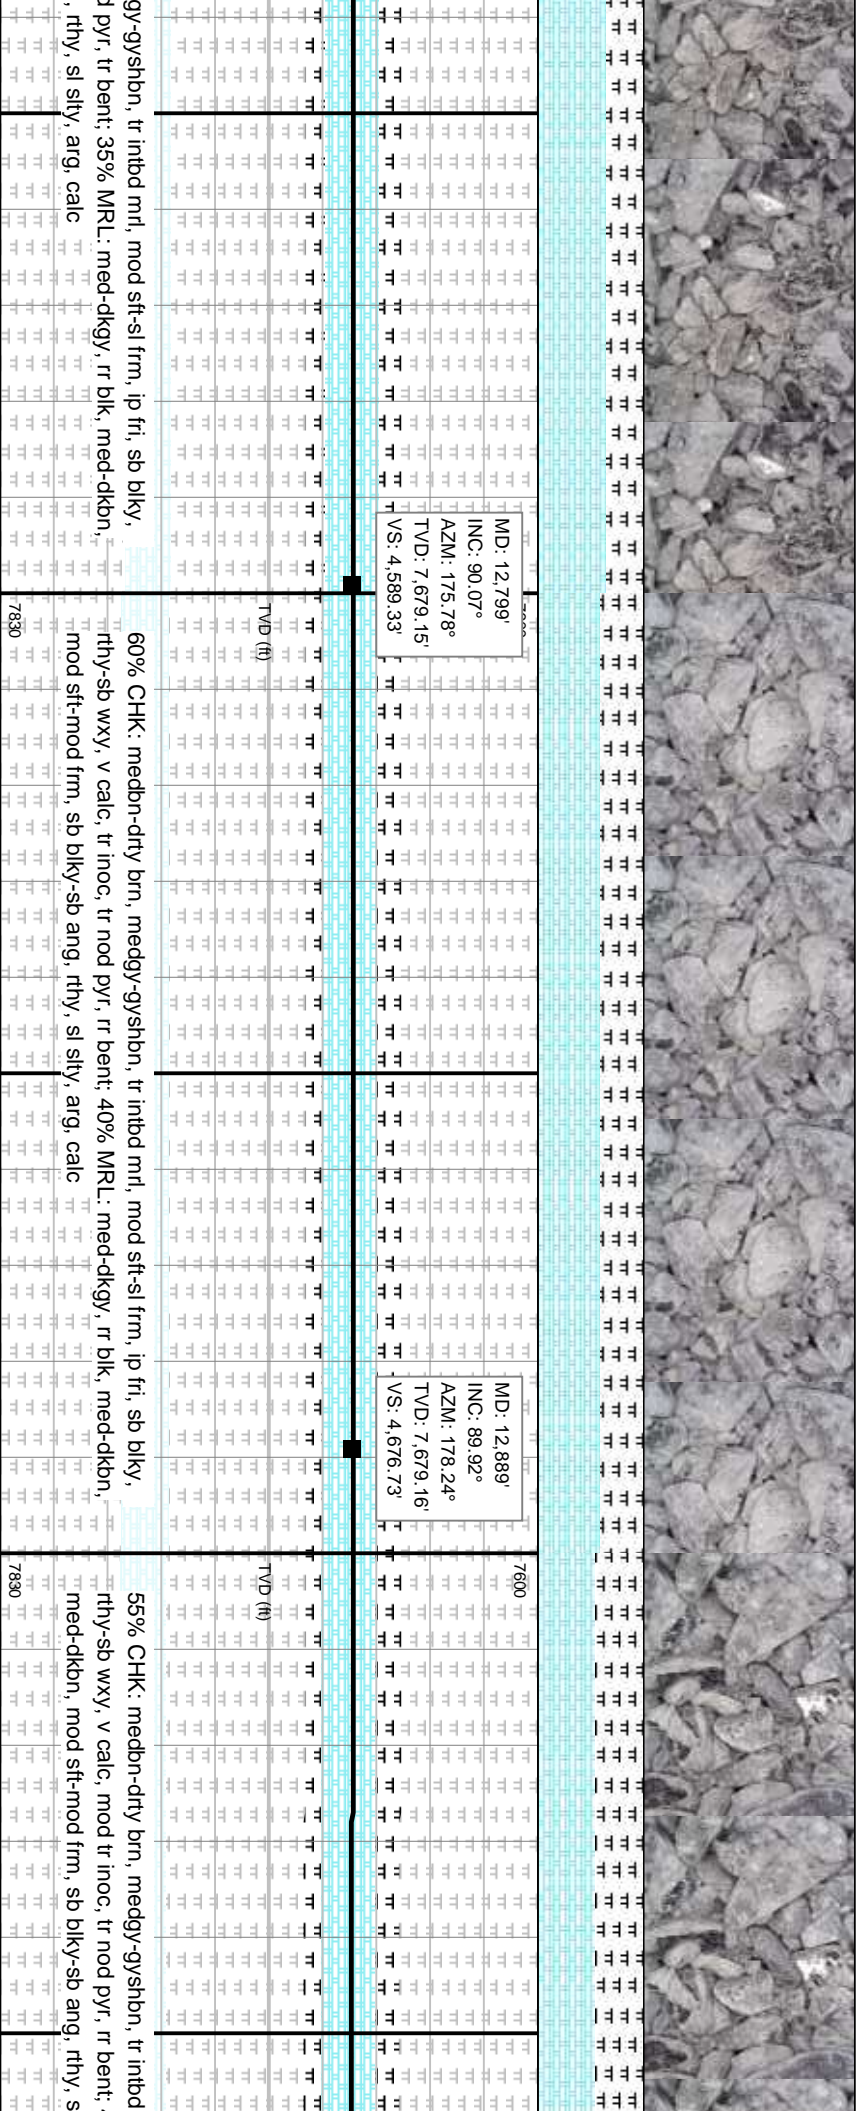 gy-gyshbn, tr intbd mrl, mod sft-sl frm, ip fri, sb blky,
d pyr, tr bent; 35% MRL: med-dkgy, rr blk, med-dkbn,
, rthy, sl slty, arg, calc
MD: 12,799'
INC: 90.07°
AZM: 175.78°
TVD: 7,679.15'
VS: 4,589.33'
TVD (ft)
7830
60% CHK: medbn-drty brn, medgy-gyshbn, tr intbd mrl, mod sft-sl frm, ip fri, sb blky,
rthy-sb wxy, v calc, tr inoc, tr nod pyr, rr bent; 40% MRL: med-dkgy, rr blk, med-dkbn,
mod sft-mod frm, sb blky-sb ang, rthy, sl slty, arg, calc
MD: 12,889'
INC: 89.92°
AZM: 178.24°
TVD: 7,679.16'
VS: 4,676.73'
7600
TVD (ft)
7830
55% CHK: medbn-drty brn, medgy-gyshbn, tr intbd
rthy-sb wxy, v calc, mod tr inoc, tr nod pyr, rr bent;
med-dkbn, mod sft-mod frm, sb blky-sb ang, rthy, s